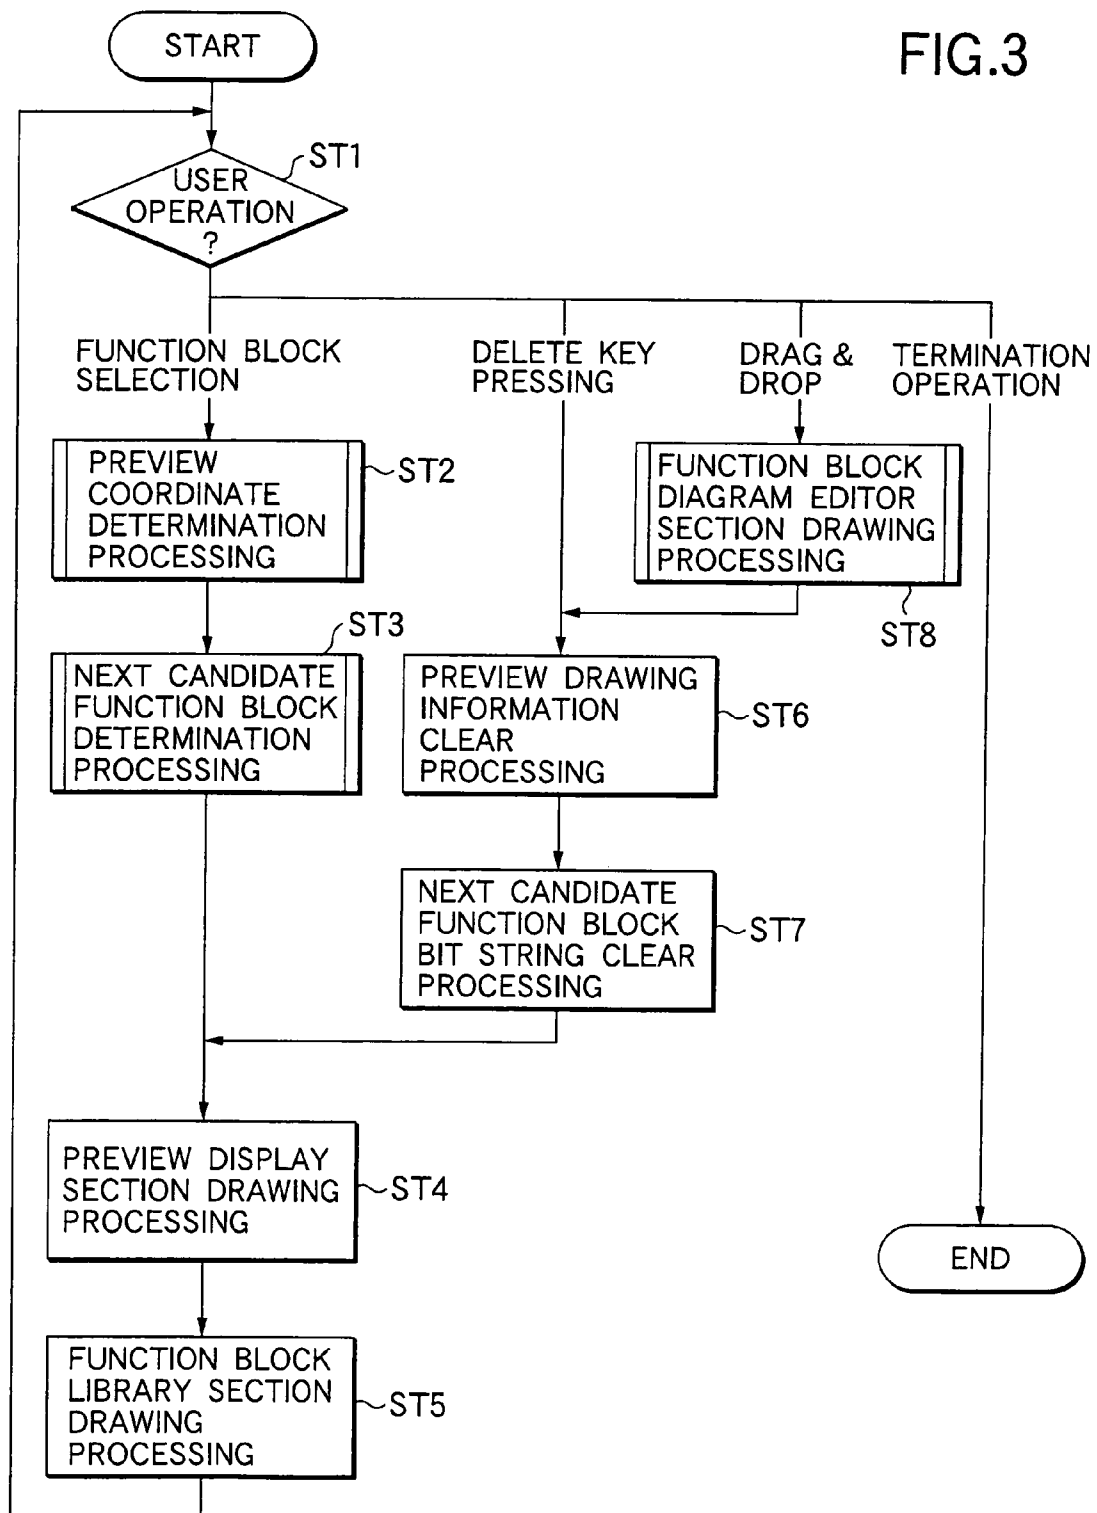 START
FIG.3
ST1
USER
OPERATION
?
FUNCTION BLOCK
SELECTION
DELETE KEY
PRESSING
DRAG &
DROP
TERMINATION
OPERATION
PREVIEW
COORDINATE
DETERMINATION
PROCESSING
ST2
FUNCTION BLOCK
DIAGRAM EDITOR
SECTION DRAWING
PROCESSING
ST8
ST3
NEXT CANDIDATE
FUNCTION BLOCK
DETERMINATION
PROCESSING
PREVIEW DRAWING
INFORMATION
CLEAR
PROCESSING
ST6
NEXT CANDIDATE
FUNCTION BLOCK
BIT STRING CLEAR
PROCESSING
ST7
PREVIEW DISPLAY
SECTION DRAWING
PROCESSING
ST4
END
FUNCTION BLOCK
LIBRARY SECTION
DRAWING
PROCESSING
ST5